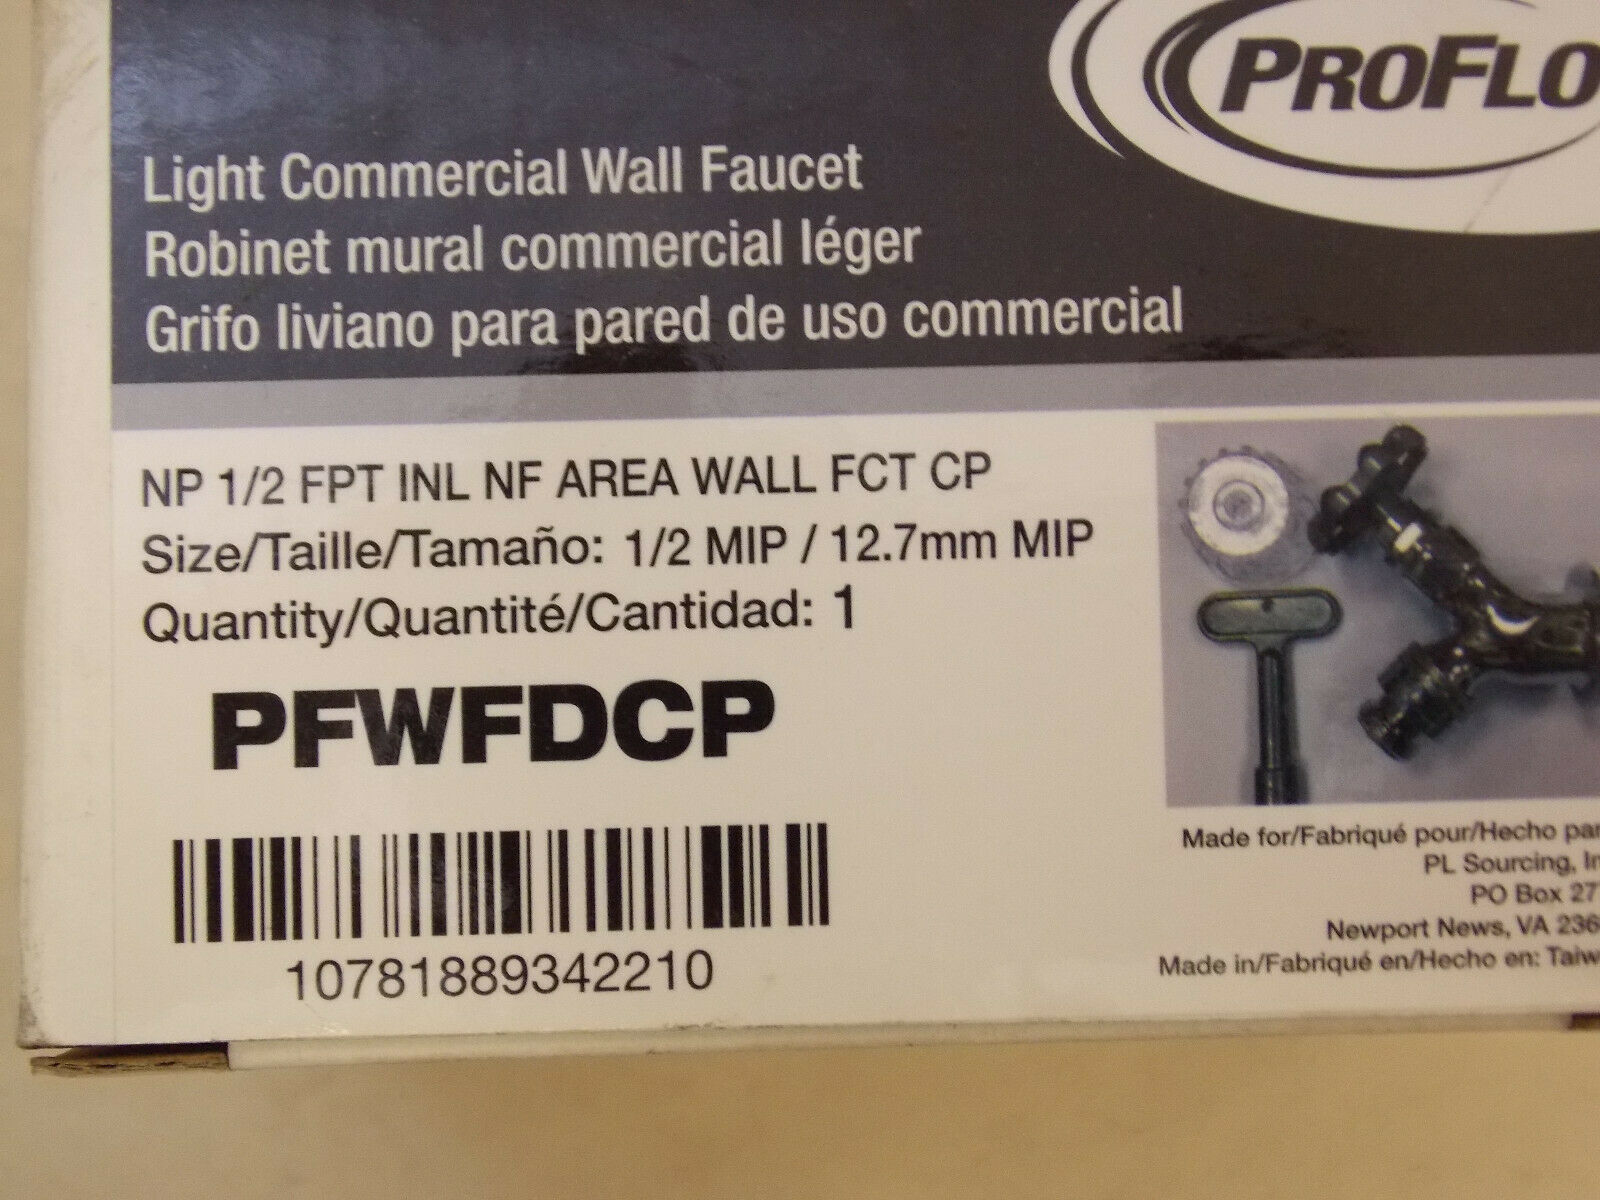 PROFLO
Light Commercial Wall Faucet
Robinet mural commercial léger
Grifo liviano para pared de uso commercial
NP 1/2 FPT INL NF AREA WALL FCT CP
Size/Taille/Tamaño: 1/2 MIP / 12.7mm MIP
Quantity/Quantité/Cantidad: 1
PFWFDCP
10781889342210
Made for/Fabriqué pour/Hecho
PL Sourcing,
PO Box
Newport News, VA
Made in/Fabriqué en/Hecho en: